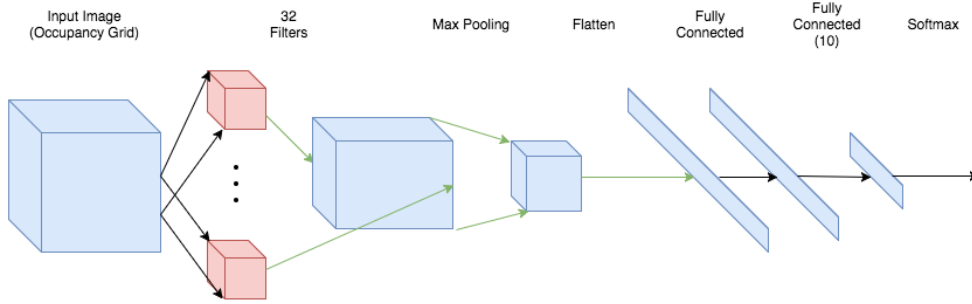 Input Image
(Occupancy Grid)
32
Filters
Max Pooling
Flatten
Fully
Connected
Fully
Connected
(10)
Softmax